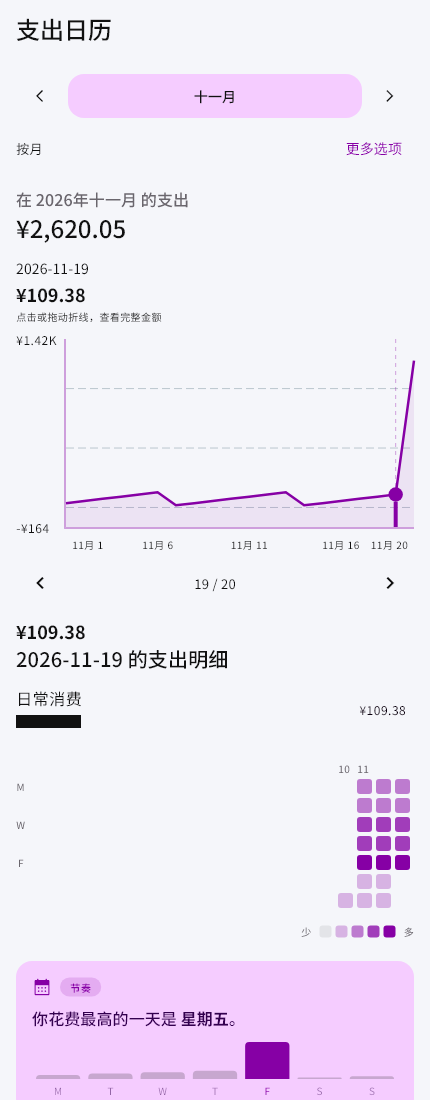 支出日历
十一月
按月 更多选项
在 2026年十一月 的支出
¥2,620.05
2026-11-19
¥109.38
点击或拖动折线，查看完整金额
¥1.42K
-¥164
11月 1 11月 6 11月 11 11月 16 11月 20
19 / 20
¥109.38
2026-11-19 的支出明细
日常消费
¥109.38
10 11
M
W
F
少 多
节奏
你花费最高的一天是 星期五。
M T W T F S S